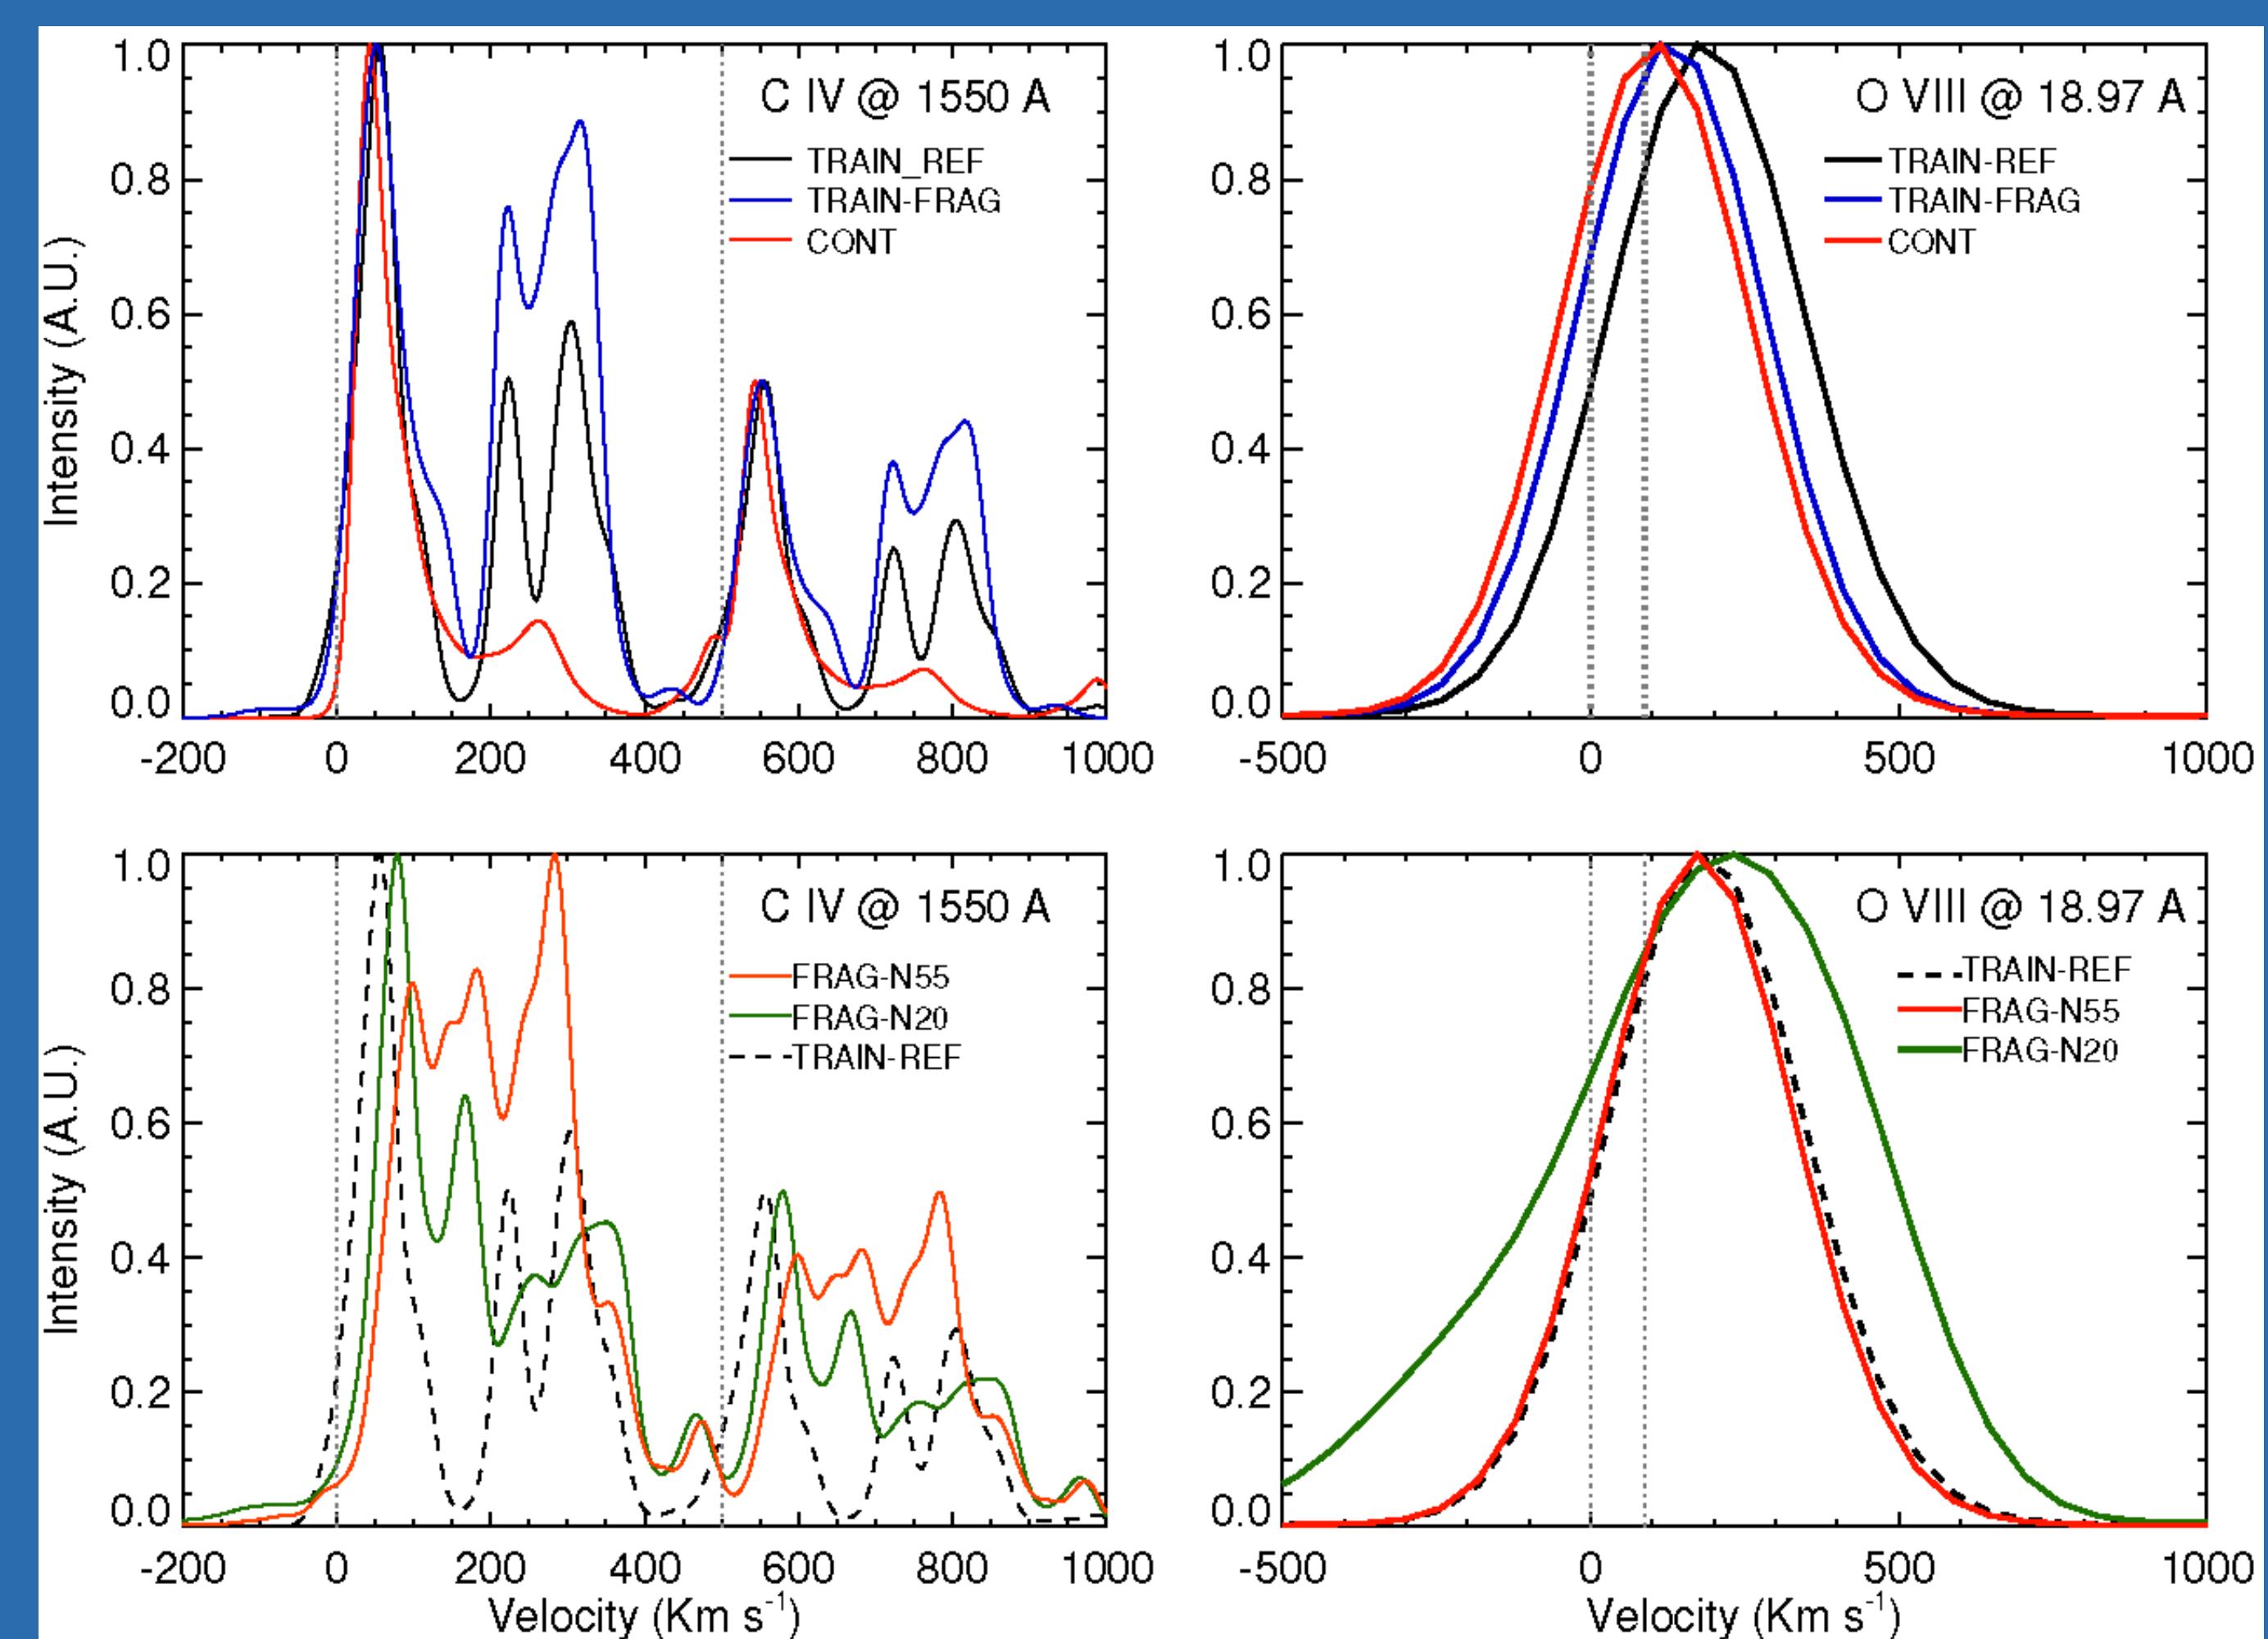 C IV @ 1550 A
TRAIN_REF
TRAIN-FRAG
CONT
Intensity (A.U.)
1.0
0.8
0.6
0.4
0.2
0.0
-200 0 200 400 600 800 1000
O VIII @ 18.97 A
TRAIN-REF
TRAIN-FRAG
CONT
1.0
0.8
0.6
0.4
0.2
0.0
-500 0 500 1000
C IV @ 1550 A
FRAG-N55
FRAG-N20
TRAIN-REF
Intensity (A.U.)
1.0
0.8
0.6
0.4
0.2
0.0
-200 0 200 400 600 800 1000
Velocity (Km s⁻¹)
O VIII @ 18.97 A
TRAIN-REF
FRAG-N55
FRAG-N20
1.0
0.8
0.6
0.4
0.2
0.0
-500 0 500 1000
Velocity (Km s⁻¹)